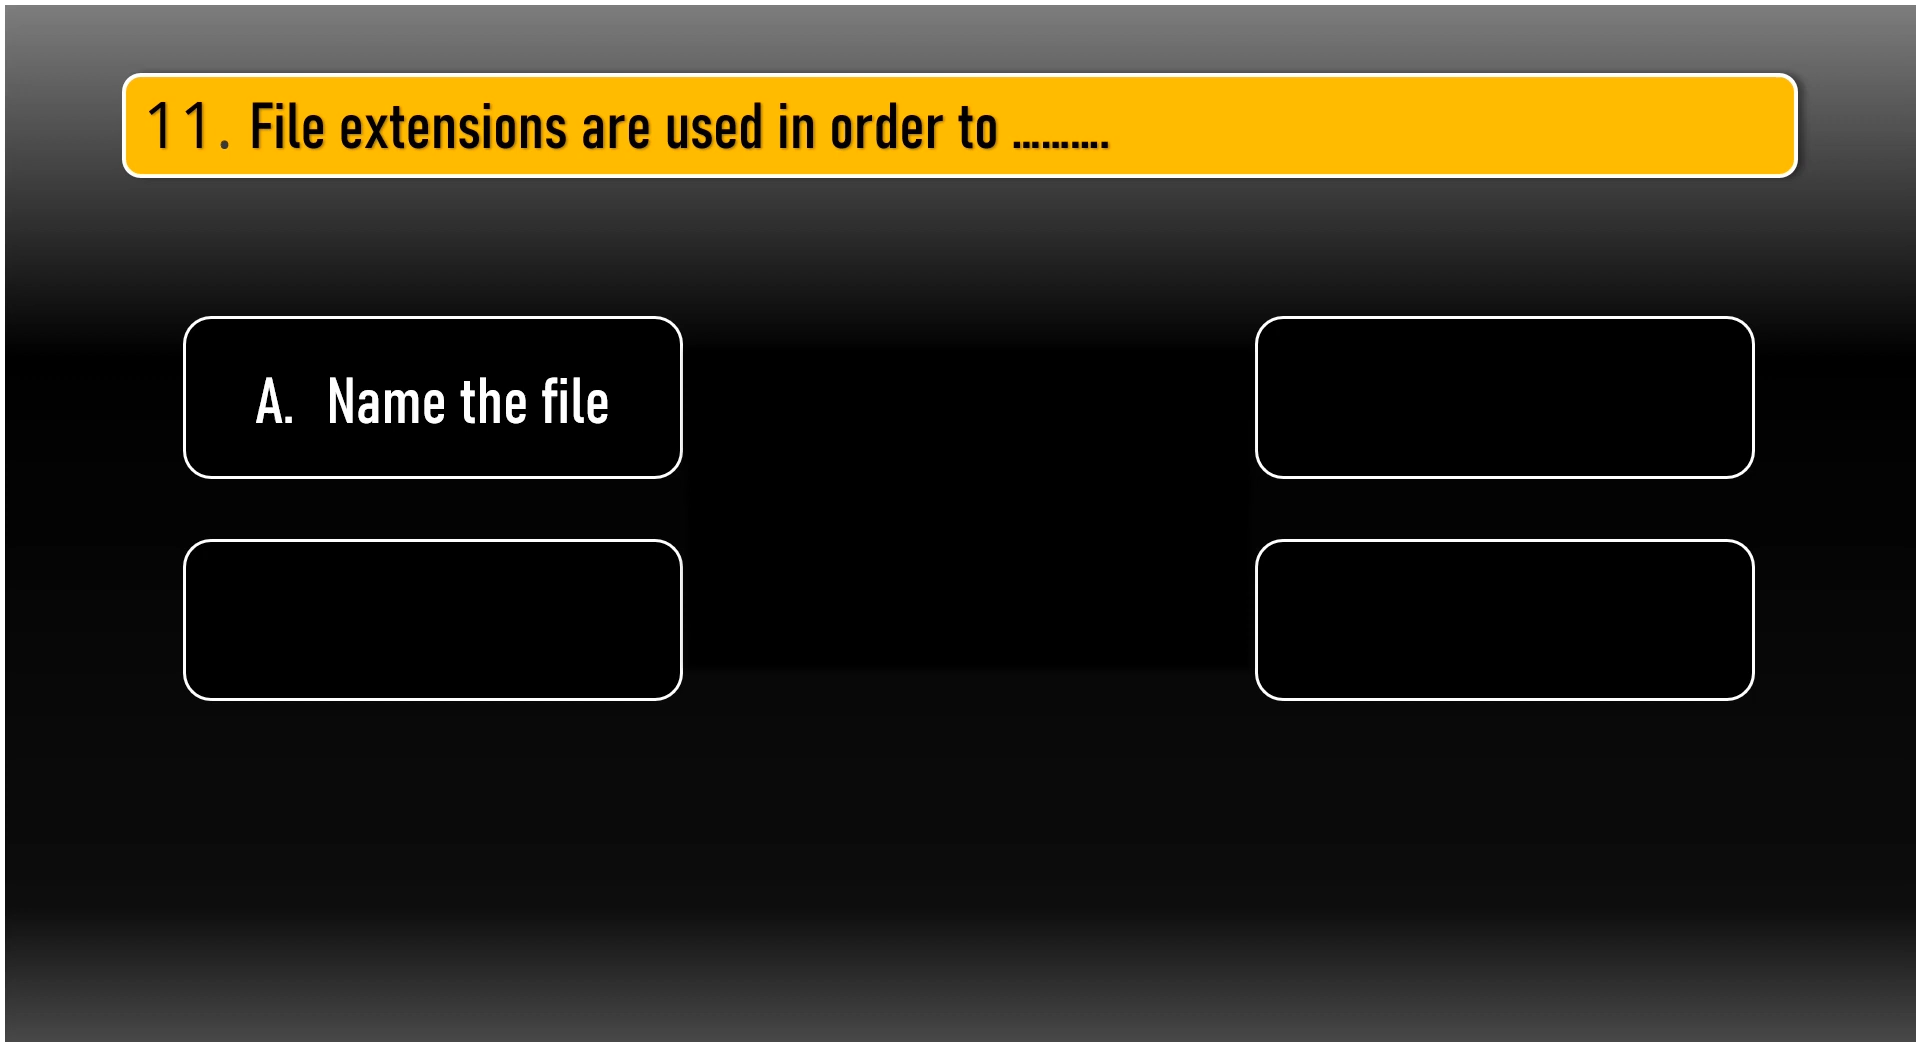 11. File extensions are used in order to ..........
A. Name the file